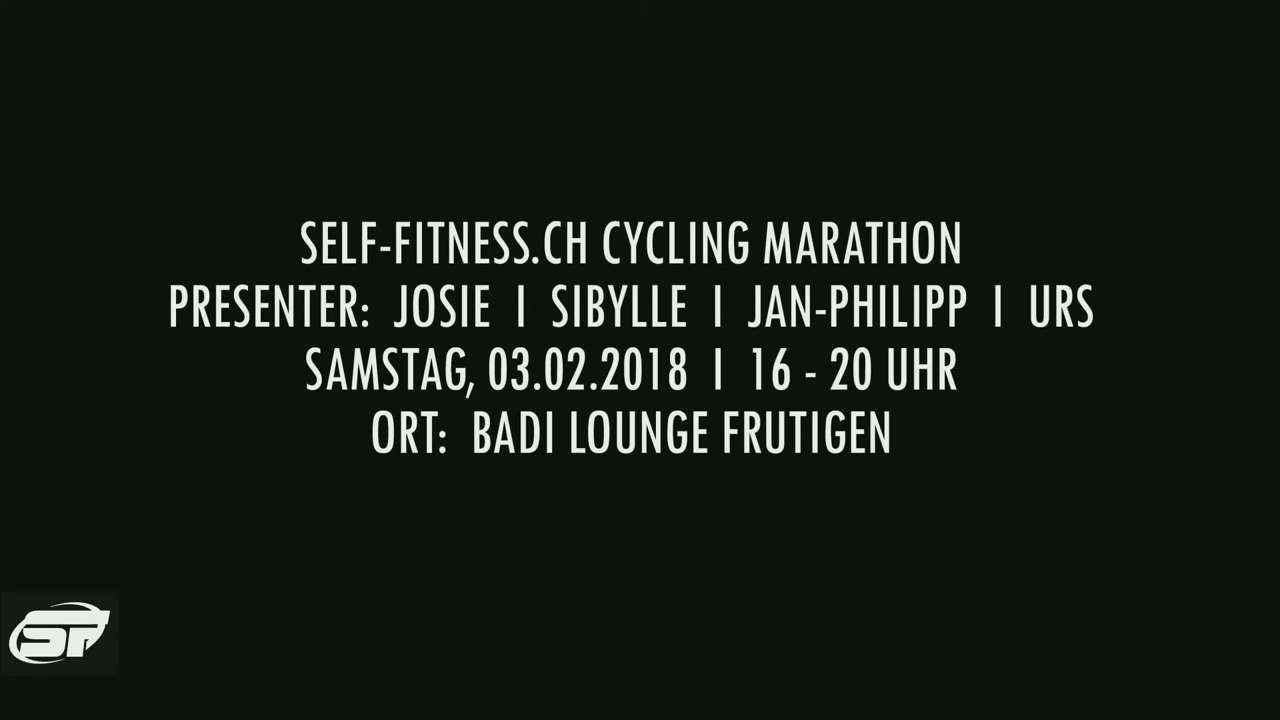 SELF-FITNESS.CH CYCLING MARATHON
PRESENTER: JOSIE I SIBYLLE I JAN-PHILIPP I URS
SAMSTAG, 03.02.2018 I 16 - 20 UHR
ORT: BADI LOUNGE FRUTIGEN
SF